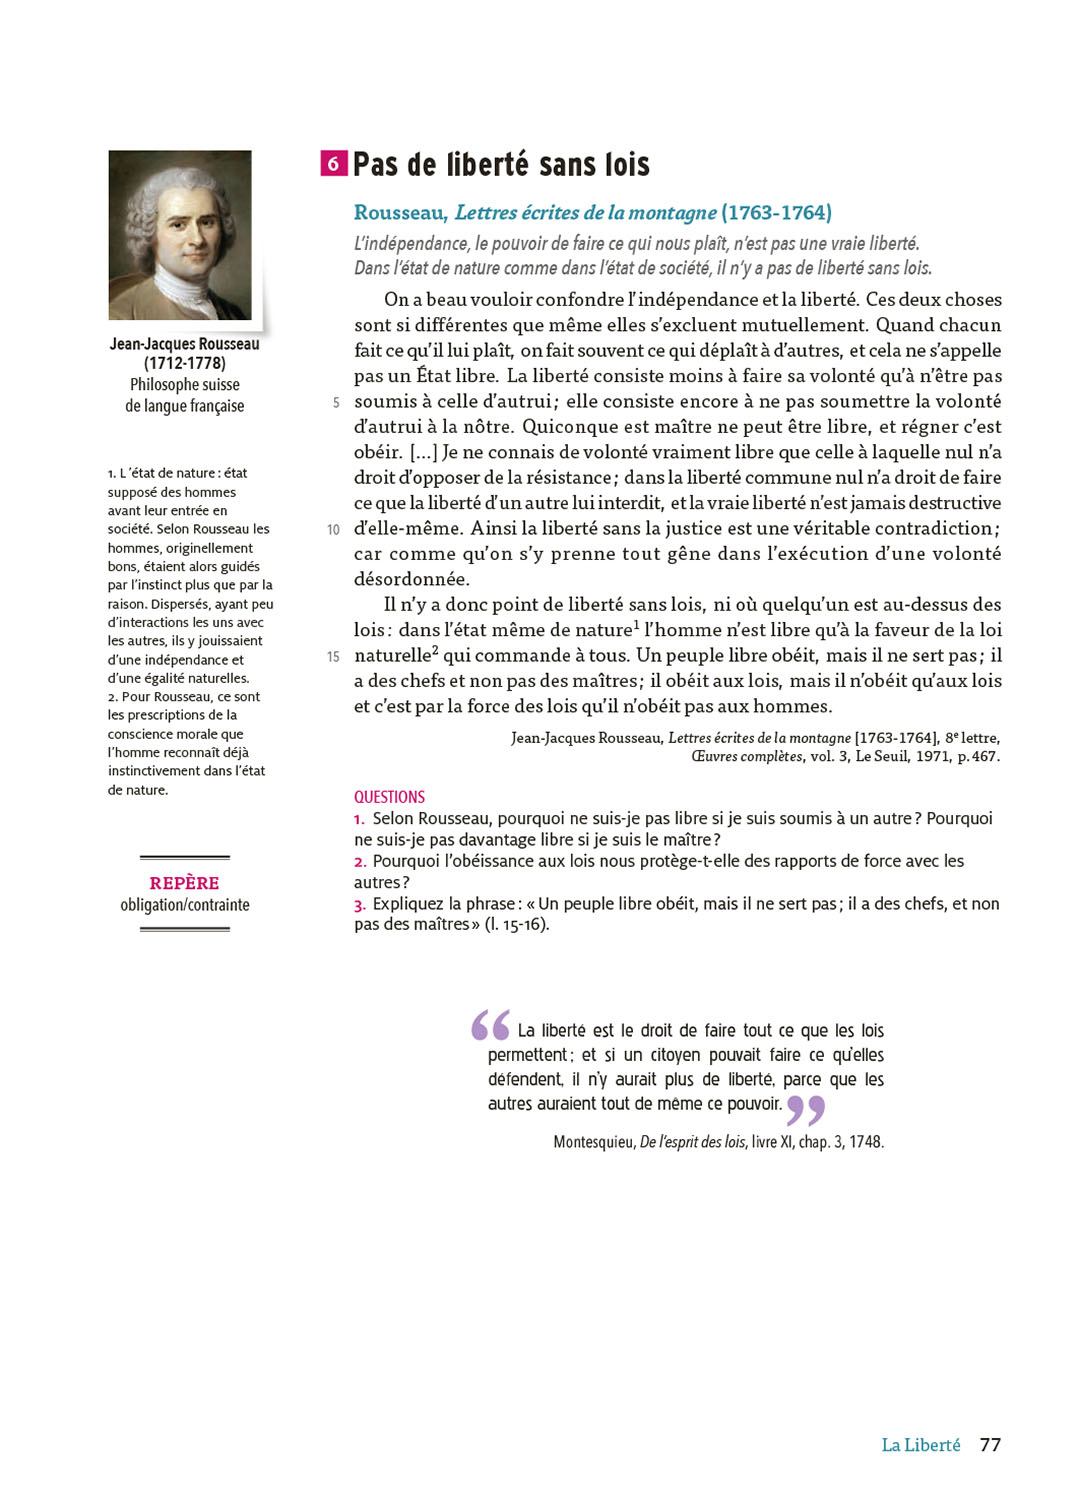 6 Pas de liberté sans lois
Rousseau, Lettres écrites de la montagne (1763-1764)
L’indépendance, le pouvoir de faire ce qui nous plaît, n’est pas une vraie liberté.
Dans l’état de nature comme dans l’état de société, il n’y a pas de liberté sans lois.
On a beau vouloir confondre l’indépendance et la liberté. Ces deux choses
sont si différentes que même elles s’excluent mutuellement. Quand chacun
fait ce qu’il lui plaît, on fait souvent ce qui déplaît à d’autres, et cela ne s’appelle
pas un État libre. La liberté consiste moins à faire sa volonté qu’à n’être pas
5 soumis à celle d’autrui ; elle consiste encore à ne pas soumettre la volonté
d’autrui à la nôtre. Quiconque est maître ne peut être libre, et régner c’est
obéir. [...] Je ne connais de volonté vraiment libre que celle à laquelle nul n’a
droit d’opposer de la résistance ; dans la liberté commune nul n’a droit de faire
ce que la liberté d’un autre lui interdit, et la vraie liberté n’est jamais destructive
10 d’elle-même. Ainsi la liberté sans la justice est une véritable contradiction ;
car comme qu’on s’y prenne tout gêne dans l’exécution d’une volonté
désordonnée.
Il n’y a donc point de liberté sans lois, ni où quelqu’un est au-dessus des
lois : dans l’état même de nature1 l’homme n’est libre qu’à la faveur de la loi
15 naturelle2 qui commande à tous. Un peuple libre obéit, mais il ne sert pas ; il
a des chefs et non pas des maîtres ; il obéit aux lois, mais il n’obéit qu’aux lois
et c’est par la force des lois qu’il n’obéit pas aux hommes.
Jean-Jacques Rousseau, Lettres écrites de la montagne [1763-1764], 8e lettre,
Œuvres complètes, vol. 3, Le Seuil, 1971, p. 467.
Jean-Jacques Rousseau
(1712-1778)
Philosophe suisse
de langue française
1. L ’état de nature : état
supposé des hommes
avant leur entrée en
société. Selon Rousseau les
hommes, originellement
bons, étaient alors guidés
par l’instinct plus que par la
raison. Dispersés, ayant peu
d’interactions les uns avec
les autres, ils y jouissaient
d’une indépendance et
d’une égalité naturelles.
2. Pour Rousseau, ce sont
les prescriptions de la
conscience morale que
l’homme reconnaît déjà
instinctivement dans l’état
de nature.
REPÈRE
obligation/contrainte
QUESTIONS
1. Selon Rousseau, pourquoi ne suis-je pas libre si je suis soumis à un autre ? Pourquoi
ne suis-je pas davantage libre si je suis le maître ?
2. Pourquoi l’obéissance aux lois nous protège-t-elle des rapports de force avec les
autres ?
3. Expliquez la phrase : « Un peuple libre obéit, mais il ne sert pas ; il a des chefs, et non
pas des maîtres » (l. 15-16).
“ La liberté est le droit de faire tout ce que les lois
permettent ; et si un citoyen pouvait faire ce qu’elles
défendent, il n’y aurait plus de liberté, parce que les
autres auraient tout de même ce pouvoir. ”
Montesquieu, De l’esprit des lois, livre XI, chap. 3, 1748.
La Liberté 77